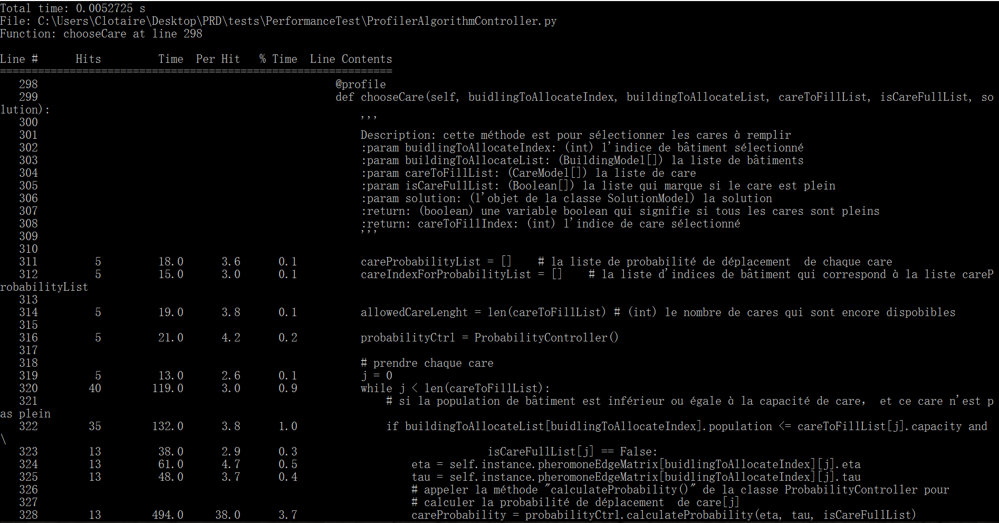 Total time: 0.0052725 s
File: C:\Users\Clotaire\Desktop\PRD\tests\PerformanceTest\ProfilerAlgorithmController.py
Function: chooseCare at line 298
Line #      Hits         Time  Per Hit   % Time  Line Contents
==============================================================
   298                                               @profile
   299                                               def chooseCare(self, buidlingToAllocateIndex, buildingToAllocateList, careToFillList, isCareFullList, so
lution):
   300                                                   '''
   301                                                   Description: cette méthode est pour sélectionner les cares à remplir
   302                                                   :param buidlingToAllocateIndex: (int) l'indice de bâtiment sélectionné
   303                                                   :param buildingToAllocateList: (BuildingModel[]) la liste de bâtiments
   304                                                   :param careToFillList: (CareModel[]) la liste de care
   305                                                   :param isCareFullList: (Boolean[]) la liste qui marque si le care est plein
   306                                                   :param solution: (l'objet de la classe SolutionModel) la solution
   307                                                   :return: (boolean) une variable boolean qui signifie si tous les cares sont pleins
   308                                                   :return: careToFillIndex: (int) l'indice de care sélectionné
   309                                                   '''
   310
   311         5         18.0      3.6      0.1          careProbabilityList = []    # la liste de probabilité de déplacement  de chaque care
   312         5         15.0      3.0      0.1          careIndexForProbabilityList = []    # la liste d'indices de bâtiment qui correspond à la liste careP
robabilityList
   313
   314         5         19.0      3.8      0.1          allowedCareLenght = len(careToFillList) # (int) le nombre de cares qui sont encore dispobibles
   315
   316         5         21.0      4.2      0.2          probabilityCtrl = ProbabilityController()
   317
   318                                                   # prendre chaque care
   319         5         13.0      2.6      0.1          j = 0
   320        40        119.0      3.0      0.9          while j < len(careToFillList):
   321                                                       # si la population de bâtiment est inférieur ou égale à la capacité de care,  et ce care n'est p
as plein
   322        35        132.0      3.8      1.0              if buildingToAllocateList[buidlingToAllocateIndex].population <= careToFillList[j].capacity and
\
   323        13         38.0      2.9      0.3                              isCareFullList[j] == False:
   324        13         61.0      4.7      0.5                  eta = self.instance.pheromoneEdgeMatrix[buidlingToAllocateIndex][j].eta
   325        13         48.0      3.7      0.4                  tau = self.instance.pheromoneEdgeMatrix[buidlingToAllocateIndex][j].tau
   326                                                           # appeler la méthode "calculateProbability()" de la classe ProbabilityController pour
   327                                                           # calculer la probabilité de déplacement  de care[j]
   328        13        494.0     38.0      3.7                  careProbability = probabilityCtrl.calculateProbability(eta, tau, isCareFullList)